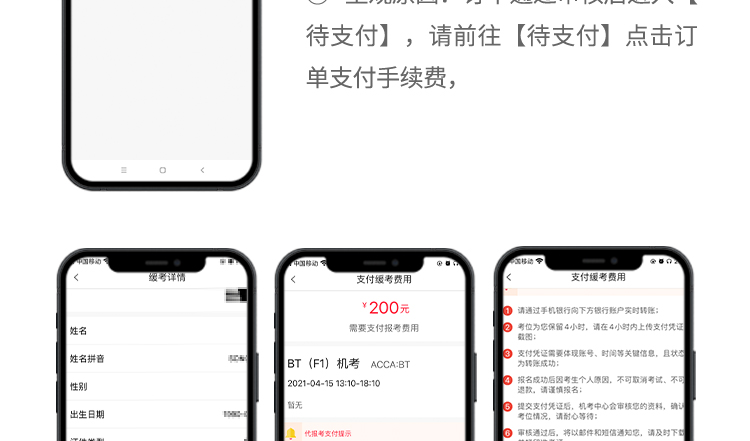 待支付】，请前往【待支付】点击订
单支付手续费，
中国移动
缓考详情
姓名
姓名拼音
性别
出生日期
中国移动
支付缓考费用
¥200元
需要支付报考费用
BT（F1）机考 ACCA:BT
2021-04-15 13:10-18:10
暂无
代报考支付提示
中国移动
支付缓考费用
1 请通过手机银行向下方银行账户实时转账；
2 考位为您保留4小时，请在4小时内上传支付凭证
截图；
3 支付凭证需要体现账号、时间等关键信息，且状态
为转账成功；
4 报名成功后因考生个人原因，不可取消考试、不可
退款，请谨慎报名；
5 提交支付凭证后，机考中心会审核您的资料，确认
考位情况，请耐心等待；
6 审核通过后，将以邮件和短信通知您，请及时下载